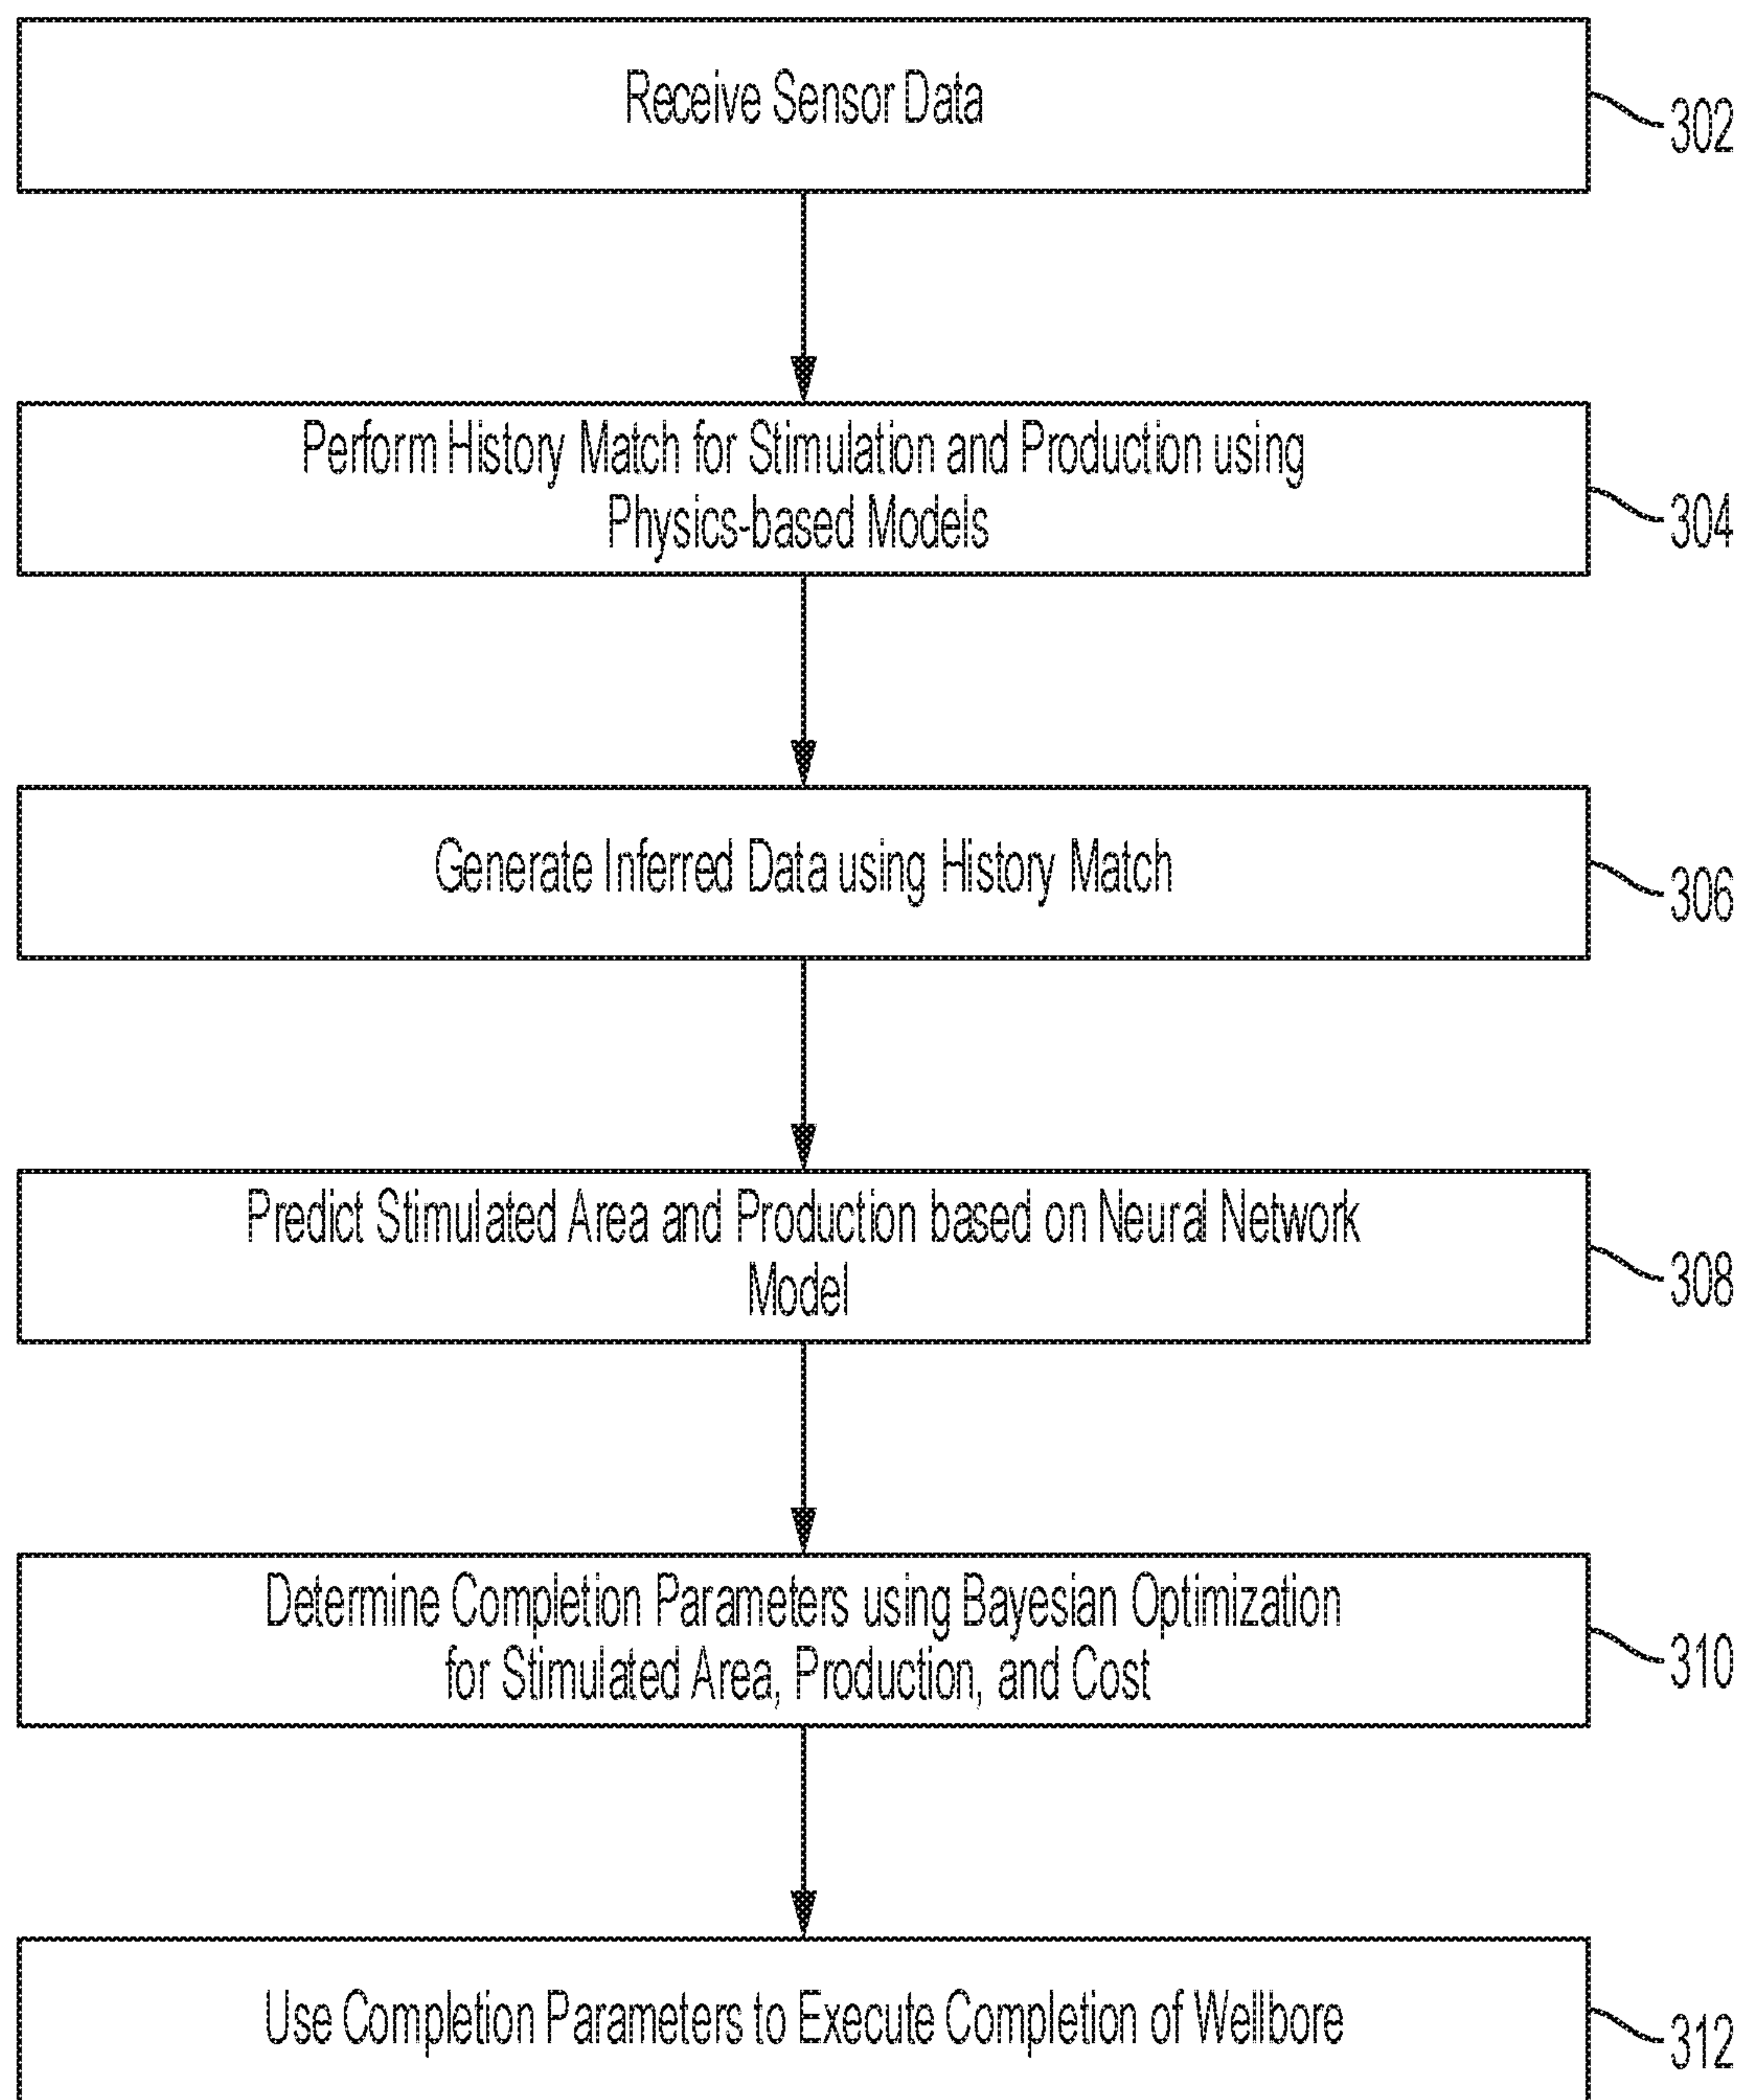 Receive Sensor Data
302
Perform History Match for Stimulation and Production using
Physics-based Models
304
Generate Inferred Data using History Match
306
Predict Stimulated Area and Production based on Neural Network
Model
308
Determine Completion Parameters using Bayesian Optimization
for Stimulated Area, Production, and Cost
310
Use Completion Parameters to Execute Completion of Wellbore
312